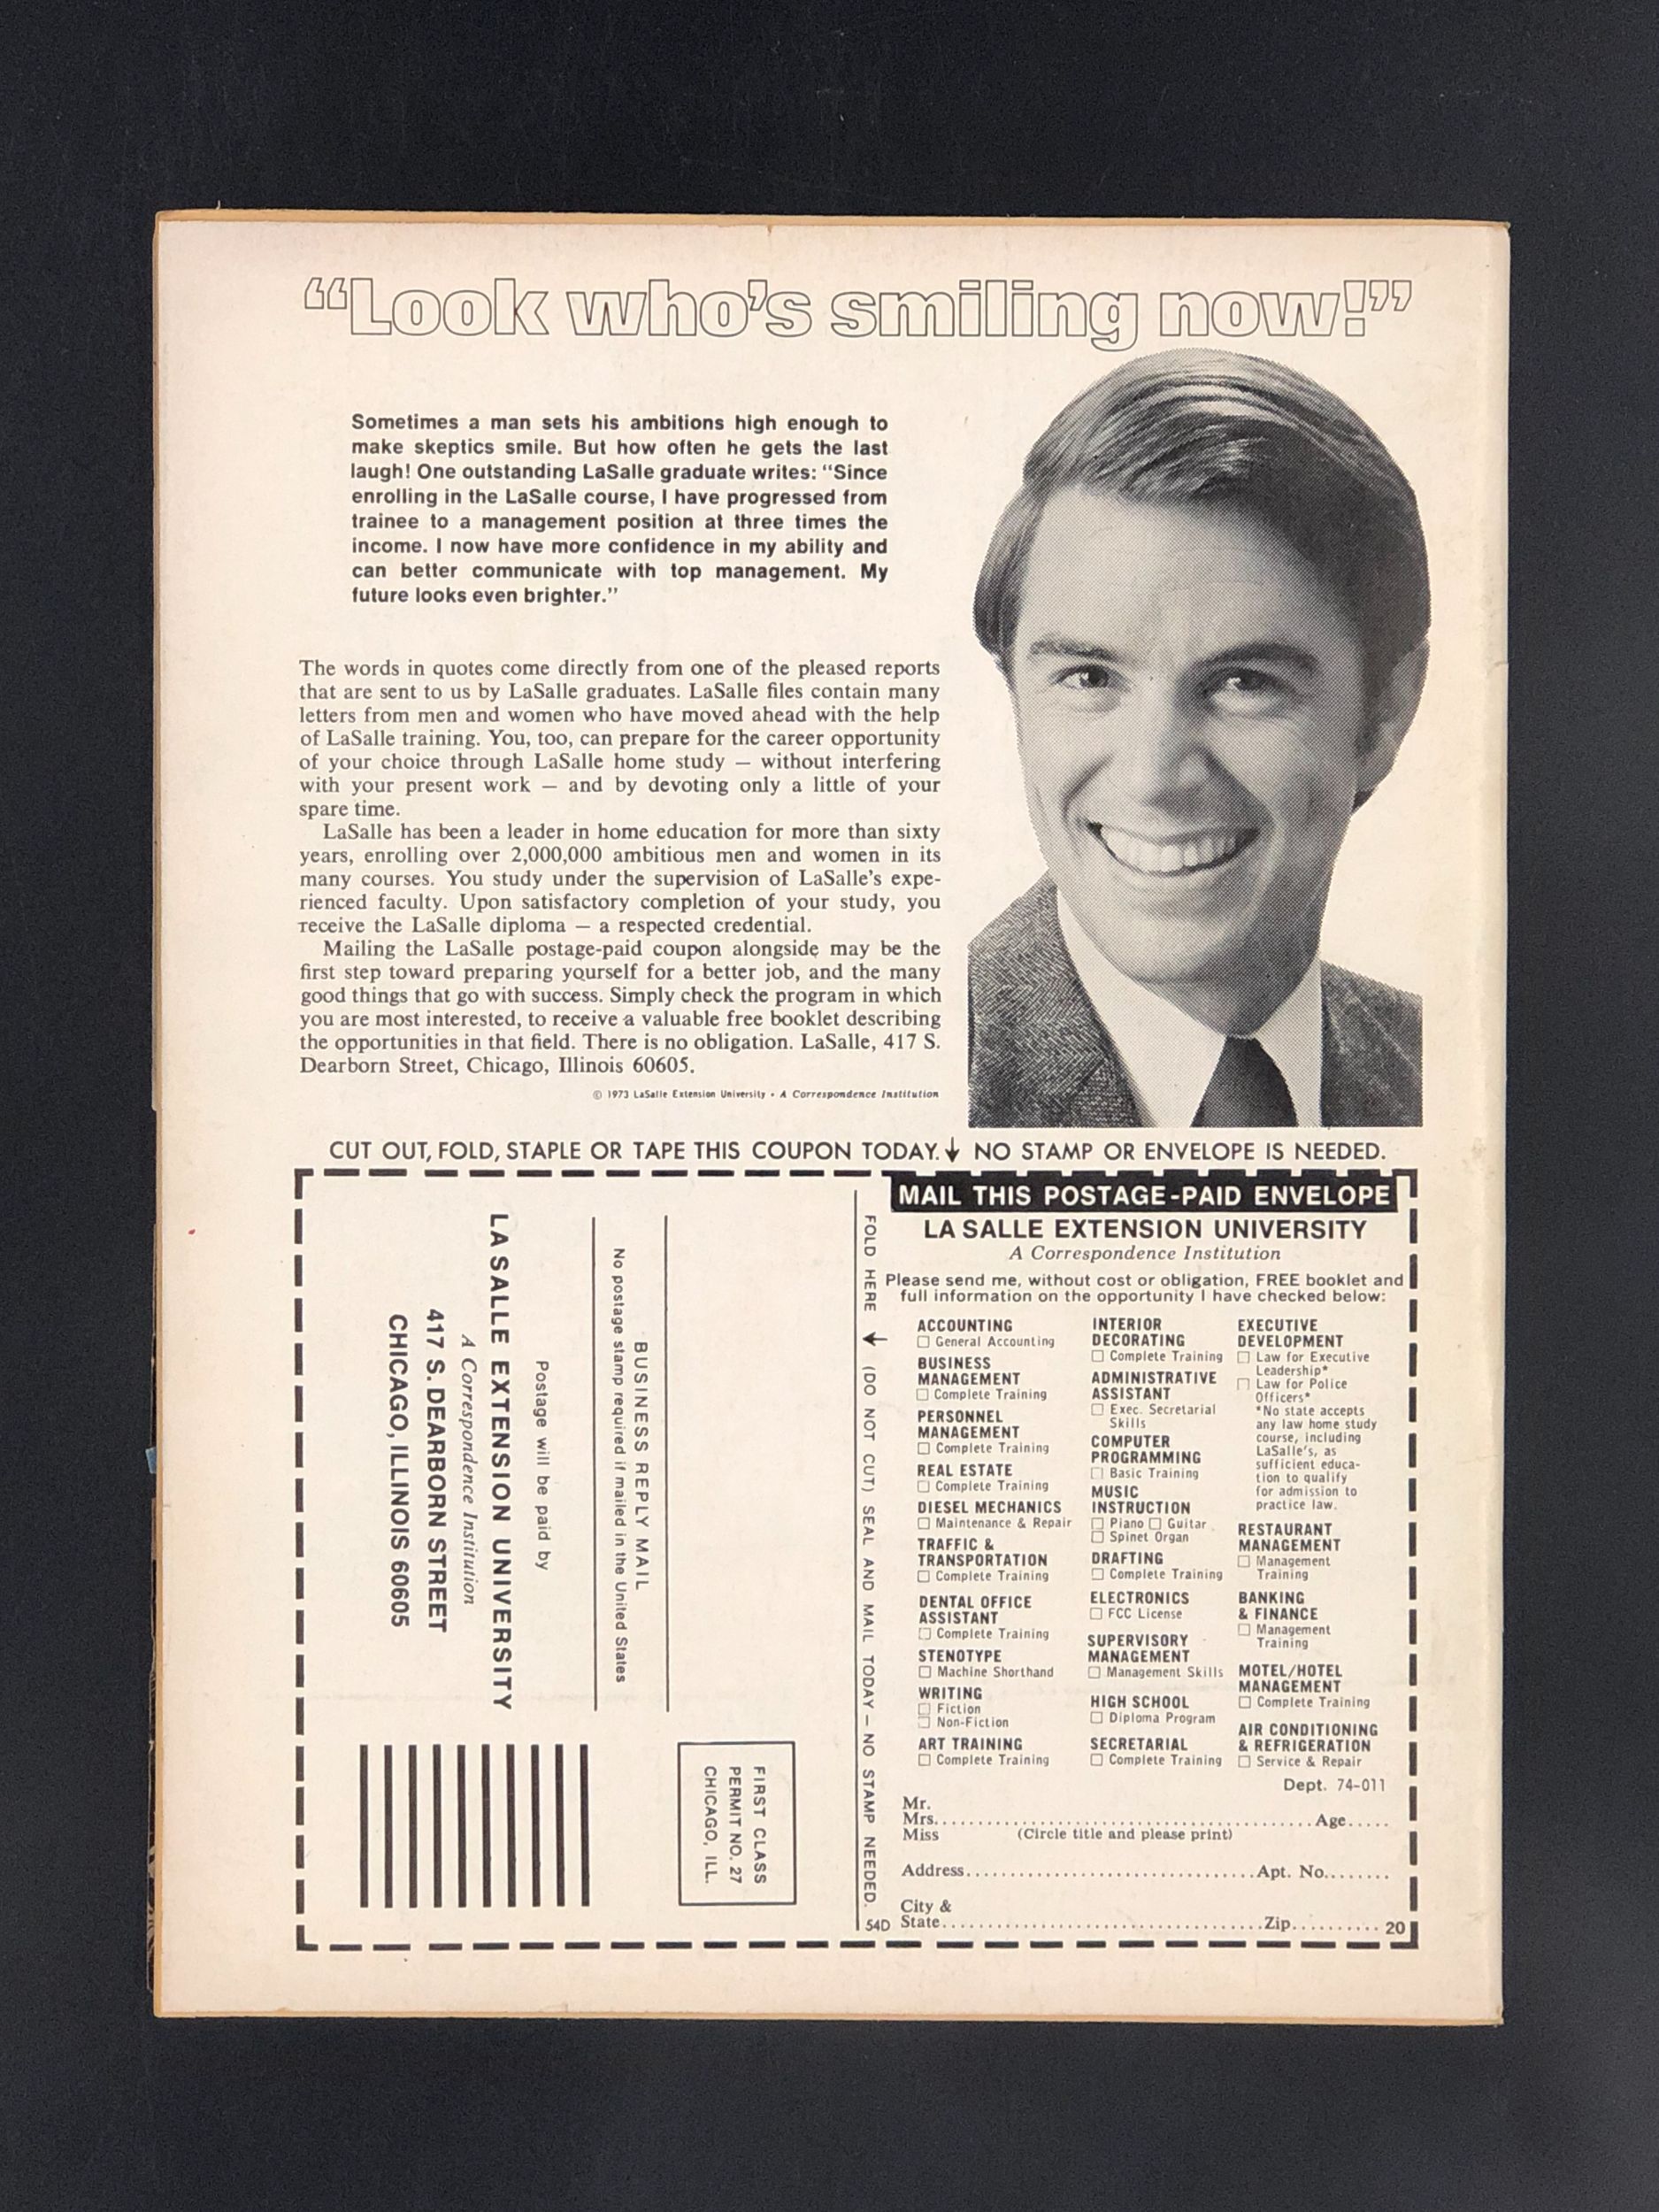 “Look who’s smiling now!”
Sometimes a man sets his ambitions high enough to
make skeptics smile. But how often he gets the last
laugh! One outstanding LaSalle graduate writes: “Since
enrolling in the LaSalle course, I have progressed from
trainee to a management position at three times the
income. I now have more confidence in my ability and
can better communicate with top management. My
future looks even brighter.”
The words in quotes come directly from one of the pleased reports
that are sent to us by LaSalle graduates. LaSalle files contain many
letters from men and women who have moved ahead with the help
of LaSalle training. You, too, can prepare for the career opportunity
of your choice through LaSalle home study — without interfering
with your present work — and by devoting only a little of your
spare time.
LaSalle has been a leader in home education for more than sixty
years, enrolling over 2,000,000 ambitious men and women in its
many courses. You study under the supervision of LaSalle’s expe-
rienced faculty. Upon satisfactory completion of your study, you
receive the LaSalle diploma — a respected credential.
Mailing the LaSalle postage-paid coupon alongside may be the
first step toward preparing yourself for a better job, and the many
good things that go with success. Simply check the program in which
you are most interested, to receive a valuable free booklet describing
the opportunities in that field. There is no obligation. LaSalle, 417 S.
Dearborn Street, Chicago, Illinois 60605.
© 1973 LaSalle Extension University • A Correspondence Institution
CUT OUT, FOLD, STAPLE OR TAPE THIS COUPON TODAY.↓ NO STAMP OR ENVELOPE IS NEEDED.
FIRST CLASS
PERMIT NO. 27
CHICAGO, ILL.
BUSINESS REPLY MAIL
No postage stamp required if mailed in the United States
Postage will be paid by
LA SALLE EXTENSION UNIVERSITY
A Correspondence Institution
417 S. DEARBORN STREET
CHICAGO, ILLINOIS 60605
FOLD HERE ↓ (DO NOT CUT) SEAL AND MAIL TODAY — NO STAMP NEEDED.
54D
MAIL THIS POSTAGE-PAID ENVELOPE
LA SALLE EXTENSION UNIVERSITY
A Correspondence Institution
Please send me, without cost or obligation, FREE booklet and
full information on the opportunity I have checked below:
ACCOUNTING
☐ General Accounting
BUSINESS
MANAGEMENT
☐ Complete Training
PERSONNEL
MANAGEMENT
☐ Complete Training
REAL ESTATE
☐ Complete Training
DIESEL MECHANICS
☐ Maintenance & Repair
TRAFFIC &
TRANSPORTATION
☐ Complete Training
DENTAL OFFICE
ASSISTANT
☐ Complete Training
STENOTYPE
☐ Machine Shorthand
WRITING
☐ Fiction
☐ Non-Fiction
ART TRAINING
☐ Complete Training
INTERIOR
DECORATING
☐ Complete Training
ADMINISTRATIVE
ASSISTANT
☐ Exec. Secretarial
Skills
COMPUTER
PROGRAMMING
☐ Basic Training
MUSIC
INSTRUCTION
☐ Piano ☐ Guitar
☐ Spinet Organ
DRAFTING
☐ Complete Training
ELECTRONICS
☐ FCC License
SUPERVISORY
MANAGEMENT
☐ Management Skills
HIGH SCHOOL
☐ Diploma Program
SECRETARIAL
☐ Complete Training
EXECUTIVE
DEVELOPMENT
☐ Law for Executive
Leadership*
☐ Law for Police
Officers*
*No state accepts
any law home study
course, including
LaSalle’s, as
sufficient educa-
tion to qualify
for admission to
practice law.
RESTAURANT
MANAGEMENT
☐ Management
Training
BANKING
& FINANCE
☐ Management
Training
MOTEL/HOTEL
MANAGEMENT
☐ Complete Training
AIR CONDITIONING
& REFRIGERATION
☐ Service & Repair
Dept. 74-011
Mr.
Mrs. Age
Miss (Circle title and please print)
Address Apt. No.
City &
State Zip 20